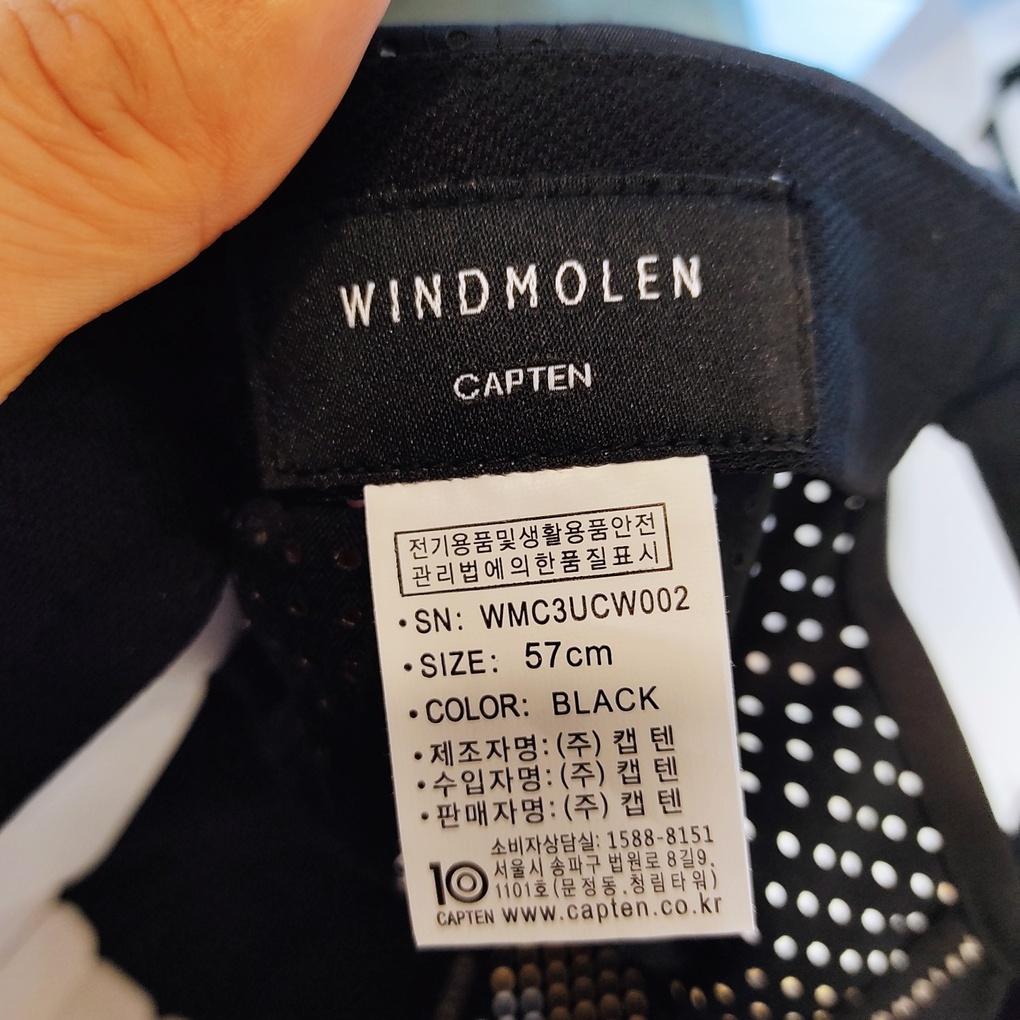 WINDMOLEN
CAPTEN
전기용품및생활용품안전
관리법에의한품질표시
•SN: WMC3UCW002
•SIZE: 57cm
•COLOR: BLACK
•제조자명:(주) 캡 텐
•수입자명:(주) 캡 텐
•판매자명:(주) 캡 텐
소비자상담실: 1588-8151
서울시 송파구 법원로 8길9,
1101호(문정동,청림타워)
10
CAPTEN www.capten.co.kr